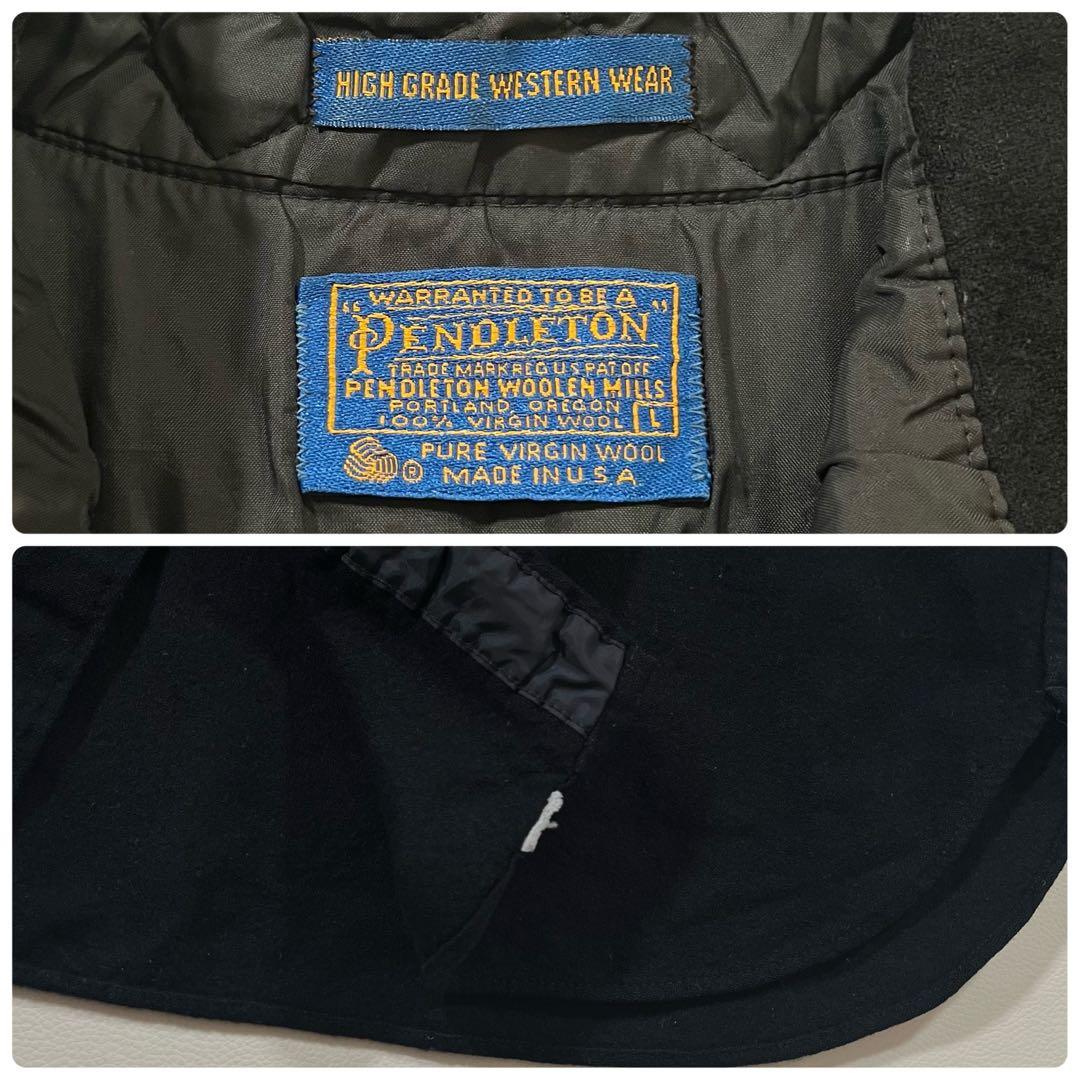 HIGH GRADE WESTERN WEAR
WARRANTED TO BE A
"PENDLETON"
TRADE MARK REG US PAT OFF
PENDLETON WOOLEN MILLS
PORTLAND, OREGON
100% VIRGIN WOOL L
® PURE VIRGIN WOOL
MADE IN U S A